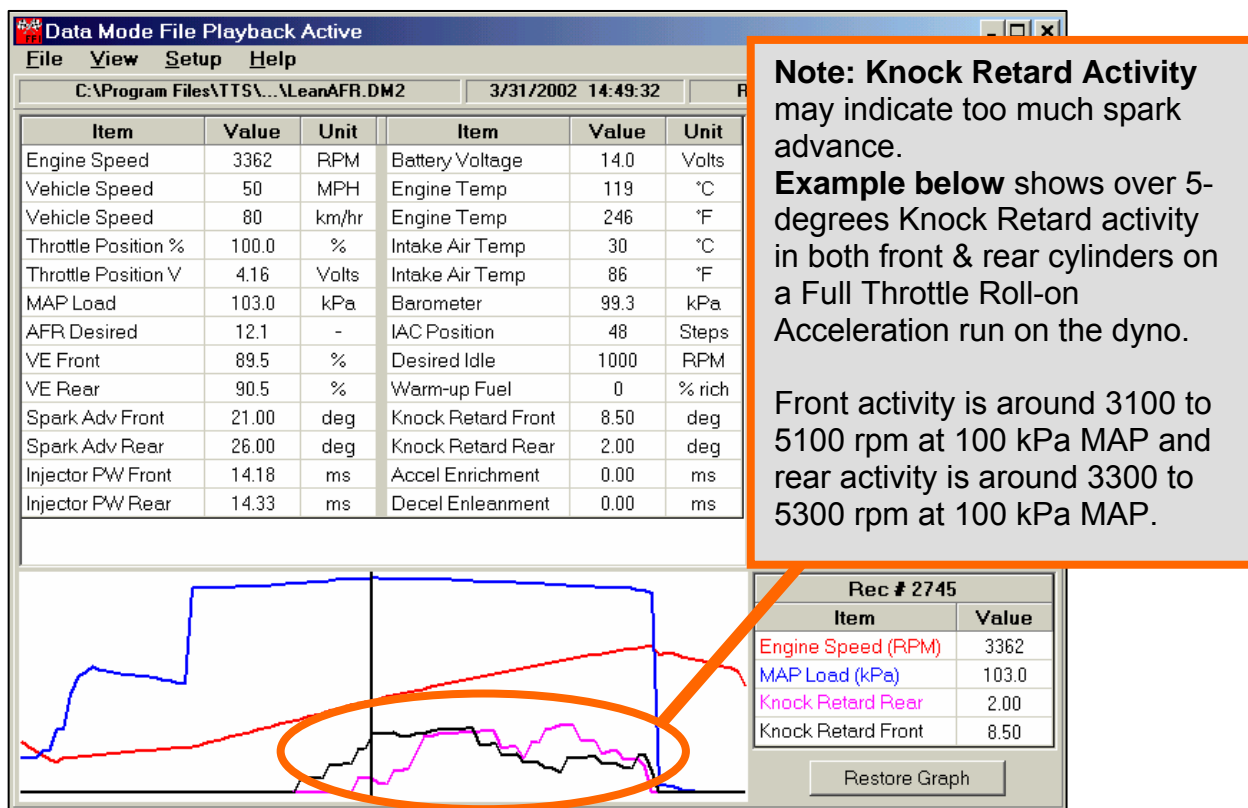 Data Mode File Playback Active
File View Setup Help
C:\Program Files\TTS\...\LeanAFR.DM2 3/31/2002 14:49:32
Item Value Unit Item Value Unit
Engine Speed 3362 RPM Battery Voltage 14.0 Volts
Vehicle Speed 50 MPH Engine Temp 119 °C
Vehicle Speed 80 km/hr Engine Temp 246 °F
Throttle Position % 100.0 % Intake Air Temp 30 °C
Throttle Position V 4.16 Volts Intake Air Temp 86 °F
MAP Load 103.0 kPa Barometer 99.3 kPa
AFR Desired 12.1 - IAC Position 48 Steps
VE Front 89.5 % Desired Idle 1000 RPM
VE Rear 90.5 % Warm-up Fuel 0 % rich
Spark Adv Front 21.00 deg Knock Retard Front 8.50 deg
Spark Adv Rear 26.00 deg Knock Retard Rear 2.00 deg
Injector PW Front 14.18 ms Accel Enrichment 0.00 ms
Injector PW Rear 14.33 ms Decel Enleanment 0.00 ms
Note: Knock Retard Activity
may indicate too much spark
advance.
Example below shows over 5-
degrees Knock Retard activity
in both front & rear cylinders on
a Full Throttle Roll-on
Acceleration run on the dyno.
Front activity is around 3100 to
5100 rpm at 100 kPa MAP and
rear activity is around 3300 to
5300 rpm at 100 kPa MAP.
Rec # 2745
Item Value
Engine Speed (RPM) 3362
MAP Load (kPa) 103.0
Knock Retard Rear 2.00
Knock Retard Front 8.50
Restore Graph